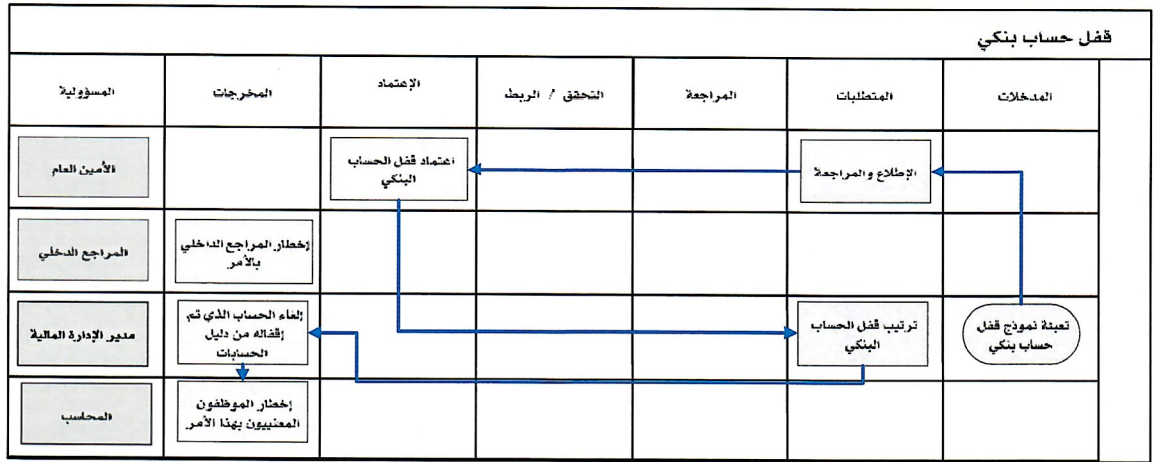 قفل حساب بنكي
المدخلات
المتطلبات
المراجعة
التحقق / الربط
الإعتماد
المخرجات
المسؤولية
الإطلاع والمراجعة
اعتماد قفل الحساب
البنكي
الأمين العام
إخطار المراجع الداخلي
بالأمر
المراجع الدخلي
تعبئة نموذج قفل
حساب بنكي
ترتيب قفل الحساب
البنكي
إلغاء الحساب الذي تم
إقفاله من دليل
الحسابات
مدير الإدارة المالية
إخطار الموظفون
المعنييون بهذا الأمر
المحاسب